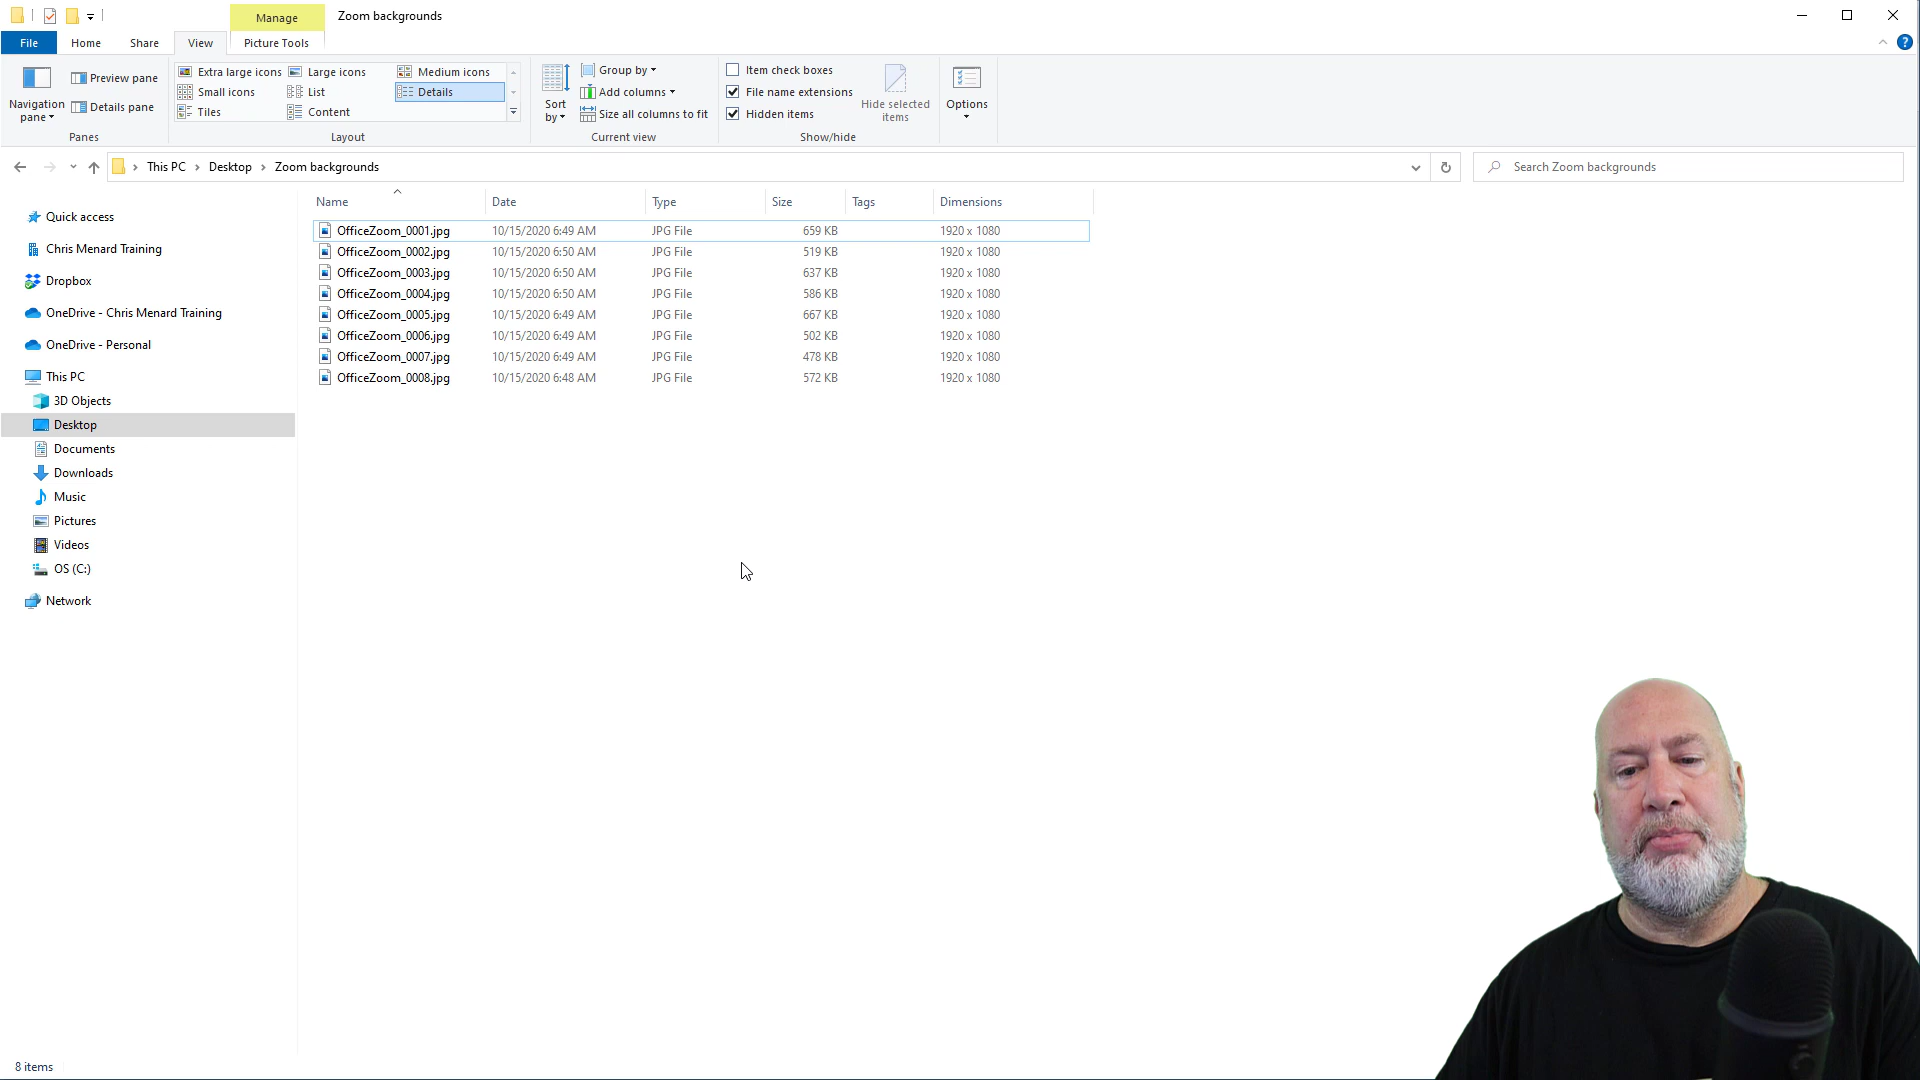 Manage
Zoom backgrounds
File
Home
Share
View
Picture Tools
Navigation pane
Preview pane
Details pane
Panes
Extra large icons
Large icons
Medium icons
Small icons
List
Details
Tiles
Content
Layout
Sort by
Group by
Add columns
Size all columns to fit
Current view
Item check boxes
File name extensions
Hidden items
Hide selected items
Show/hide
Options
This PC
Desktop
Zoom backgrounds
Search Zoom backgrounds
Quick access
Chris Menard Training
Dropbox
OneDrive - Chris Menard Training
OneDrive - Personal
This PC
3D Objects
Desktop
Documents
Downloads
Music
Pictures
Videos
OS (C:)
Network
Name Date Type Size Tags Dimensions
OfficeZoom_0001.jpg 10/15/2020 6:49 AM JPG File 659 KB 1920 x 1080
OfficeZoom_0002.jpg 10/15/2020 6:50 AM JPG File 519 KB 1920 x 1080
OfficeZoom_0003.jpg 10/15/2020 6:50 AM JPG File 637 KB 1920 x 1080
OfficeZoom_0004.jpg 10/15/2020 6:50 AM JPG File 586 KB 1920 x 1080
OfficeZoom_0005.jpg 10/15/2020 6:49 AM JPG File 667 KB 1920 x 1080
OfficeZoom_0006.jpg 10/15/2020 6:49 AM JPG File 502 KB 1920 x 1080
OfficeZoom_0007.jpg 10/15/2020 6:49 AM JPG File 478 KB 1920 x 1080
OfficeZoom_0008.jpg 10/15/2020 6:48 AM JPG File 572 KB 1920 x 1080
8 items